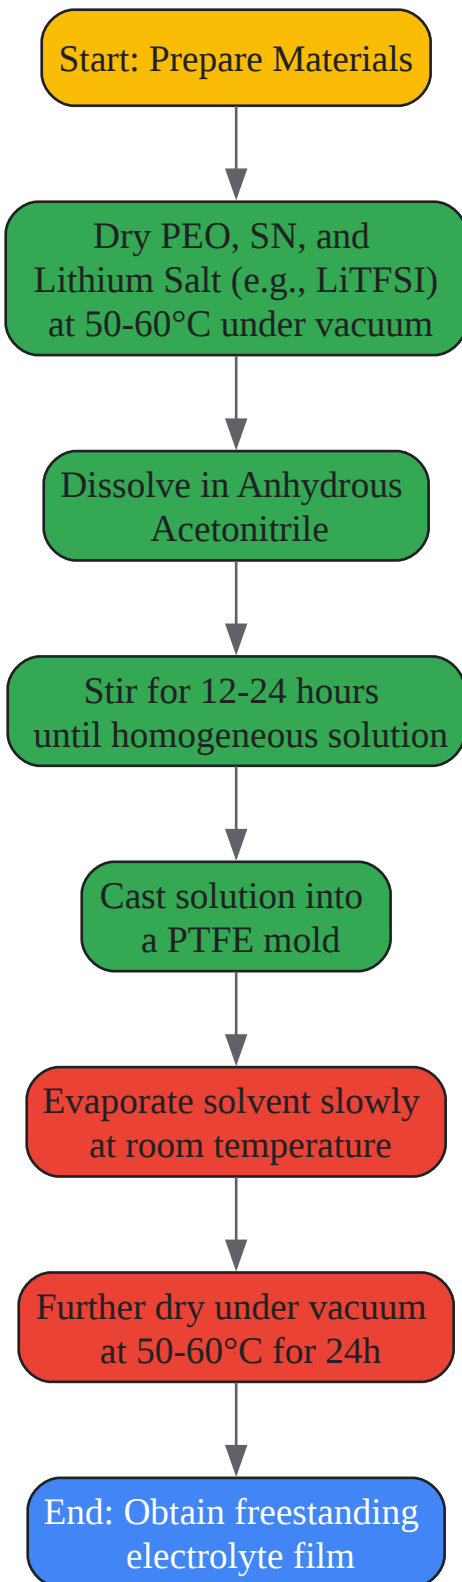 Start: Prepare Materials
Dry PEO, SN, and
Lithium Salt (e.g., LiTFSI)
at 50-60°C under vacuum
Dissolve in Anhydrous
Acetonitrile
Stir for 12-24 hours
until homogeneous solution
Cast solution into
a PTFE mold
Evaporate solvent slowly
at room temperature
Further dry under vacuum
at 50-60°C for 24h
End: Obtain freestanding
electrolyte film